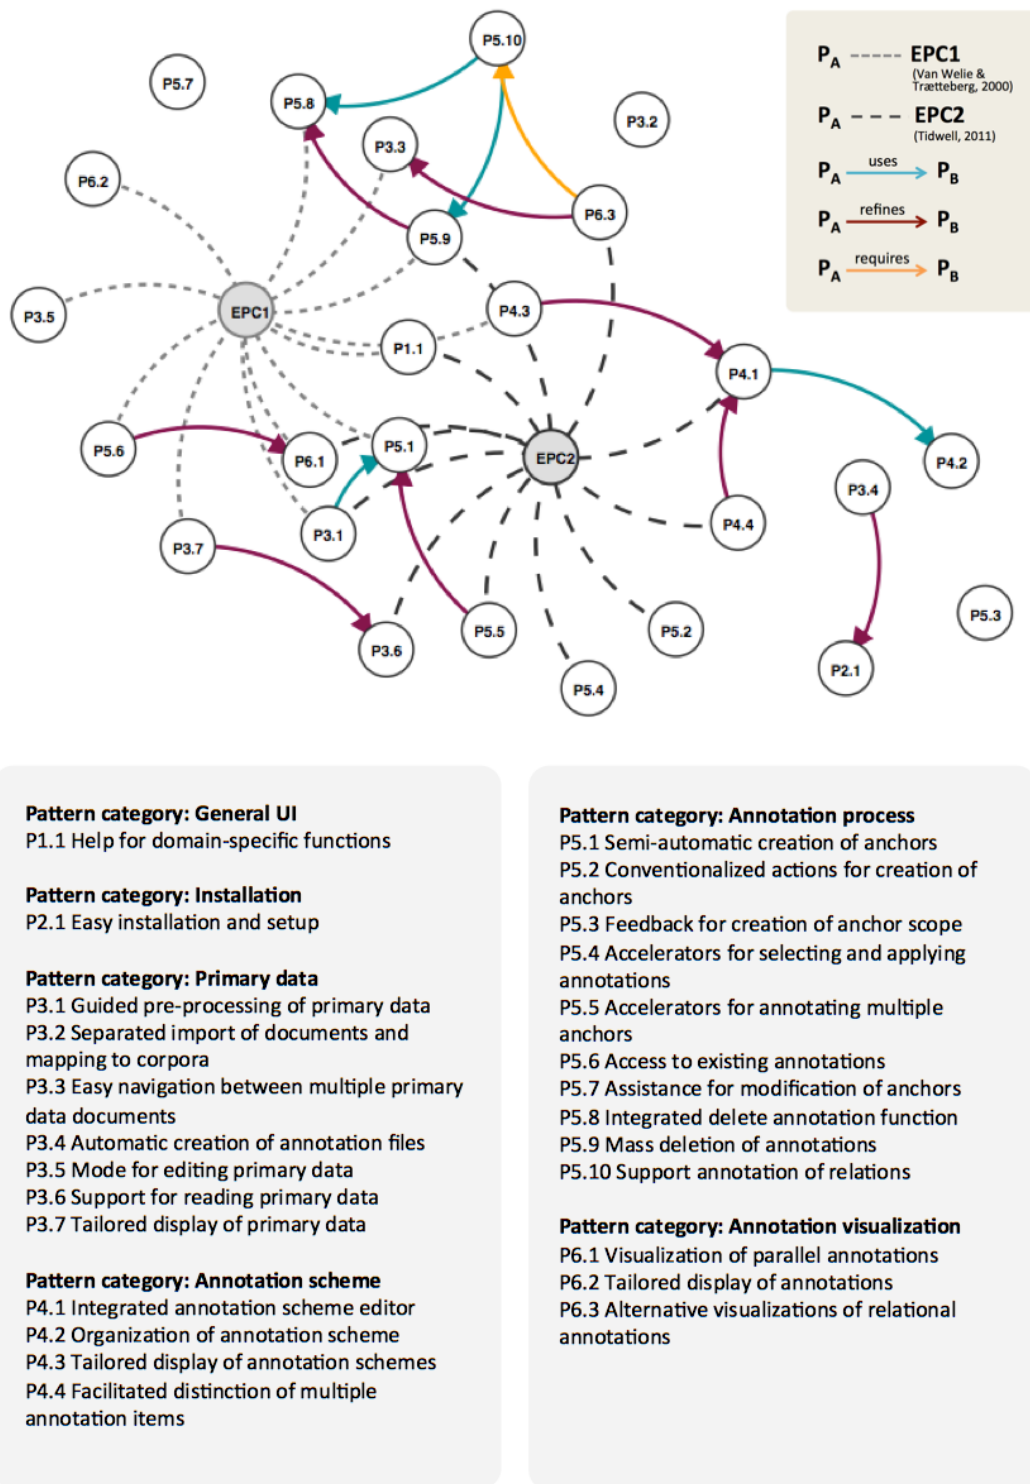 P5.10
P5.7
P5.8
P3.2
P3.3
P6.2
P6.3
P5.9
P3.5
EPC1
P4.3
P1.1
P4.1
P5.6
P6.1
P5.1
EPC2
P4.2
P3.4
P3.1
P4.4
P3.7
P5.3
P3.6
P5.5
P5.2
P2.1
P5.4
PA EPC1
(Van Welie &
Trætteberg, 2000)
PA EPC2
(Tidwell, 2011)
PA uses PB
PA refines PB
PA requires PB
Pattern category: General UI
P1.1 Help for domain-specific functions
Pattern category: Installation
P2.1 Easy installation and setup
Pattern category: Primary data
P3.1 Guided pre-processing of primary data
P3.2 Separated import of documents and
mapping to corpora
P3.3 Easy navigation between multiple primary
data documents
P3.4 Automatic creation of annotation files
P3.5 Mode for editing primary data
P3.6 Support for reading primary data
P3.7 Tailored display of primary data
Pattern category: Annotation scheme
P4.1 Integrated annotation scheme editor
P4.2 Organization of annotation scheme
P4.3 Tailored display of annotation schemes
P4.4 Facilitated distinction of multiple
annotation items
Pattern category: Annotation process
P5.1 Semi-automatic creation of anchors
P5.2 Conventionalized actions for creation of
anchors
P5.3 Feedback for creation of anchor scope
P5.4 Accelerators for selecting and applying
annotations
P5.5 Accelerators for annotating multiple
anchors
P5.6 Access to existing annotations
P5.7 Assistance for modification of anchors
P5.8 Integrated delete annotation function
P5.9 Mass deletion of annotations
P5.10 Support annotation of relations
Pattern category: Annotation visualization
P6.1 Visualization of parallel annotations
P6.2 Tailored display of annotations
P6.3 Alternative visualizations of relational
annotations